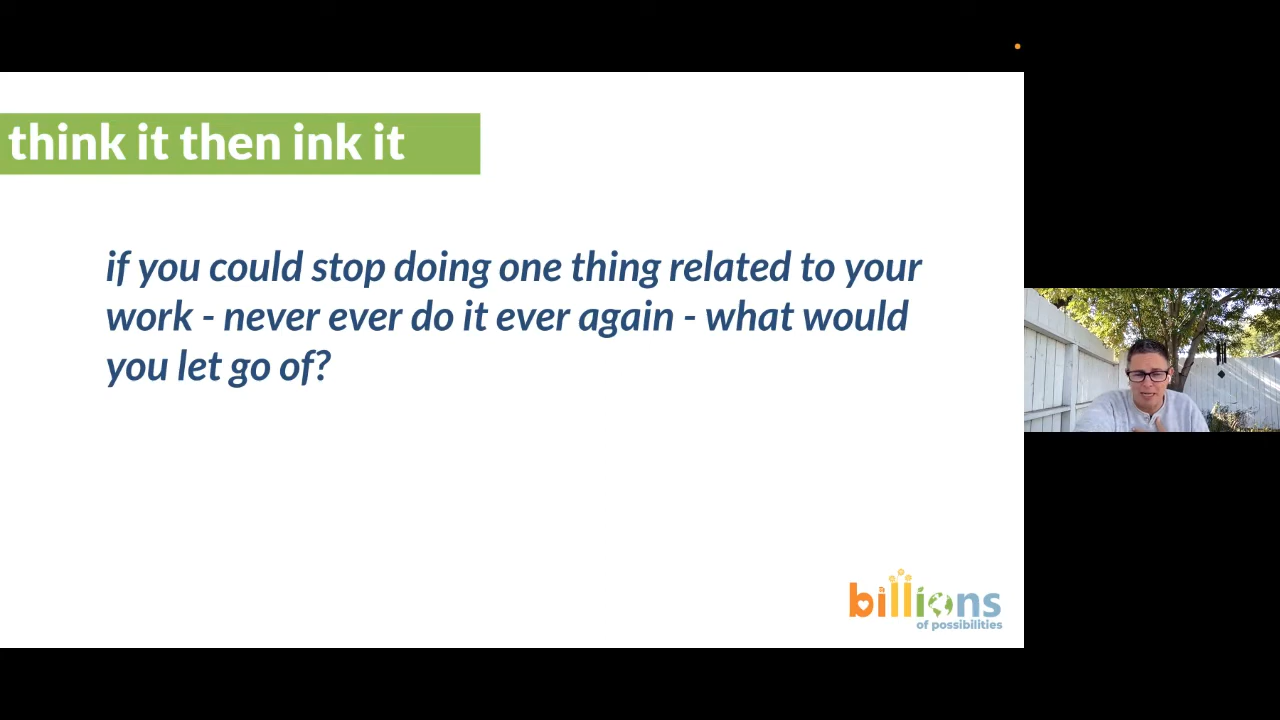 think it then ink it
if you could stop doing one thing related to your
work - never ever do it ever again - what would
you let go of?
billions
of possibilities